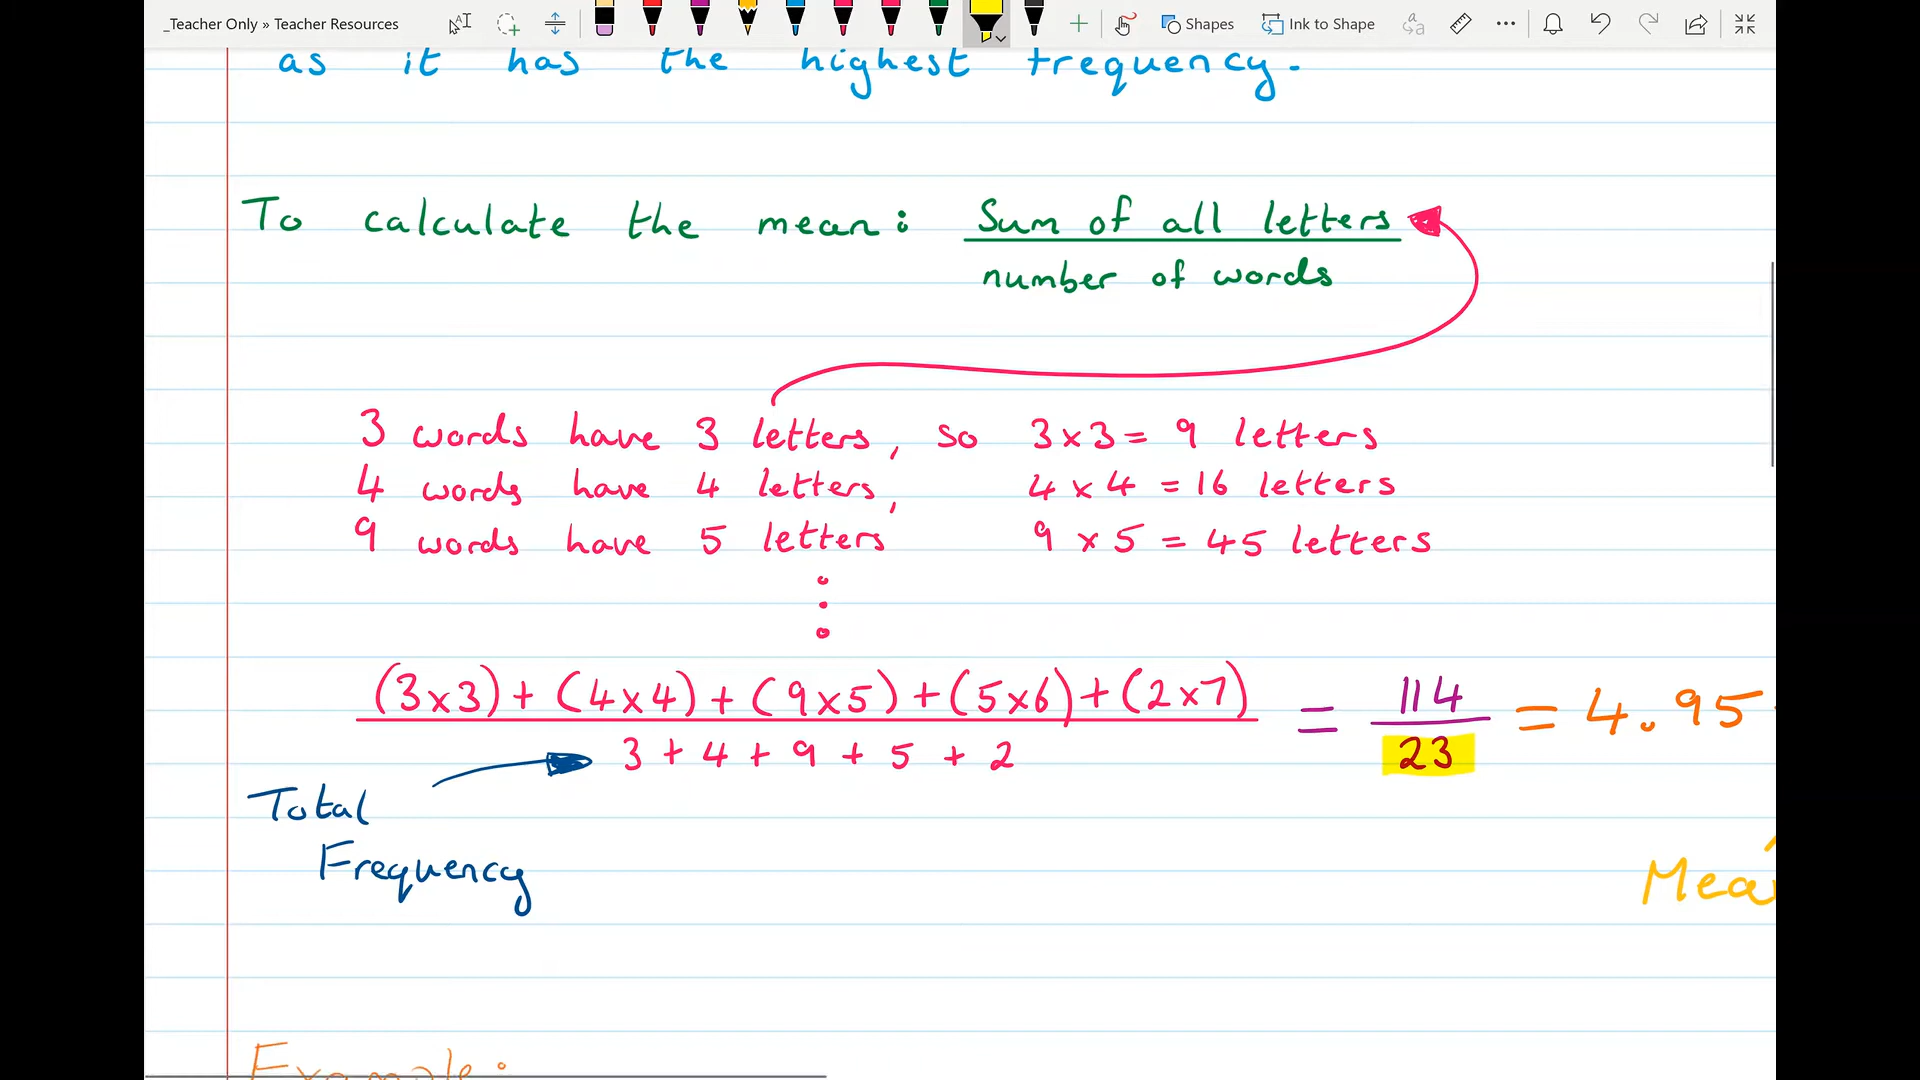 _Teacher Only » Teacher Resources
Shapes
Ink to Shape
as it has the highest frequency.
To calculate the mean: Sum of all letters
number of words
3 words have 3 letters, so 3x3 = 9 letters
4 words have 4 letters, 4 x 4 = 16 letters
9 words have 5 letters 9 x 5 = 45 letters
(3x3) + (4x4) + (9x5) + (5x6) + (2x7)
3 + 4 + 9 + 5 + 2
= 114
23
= 4.95
Total
Frequency
Mea
Example: